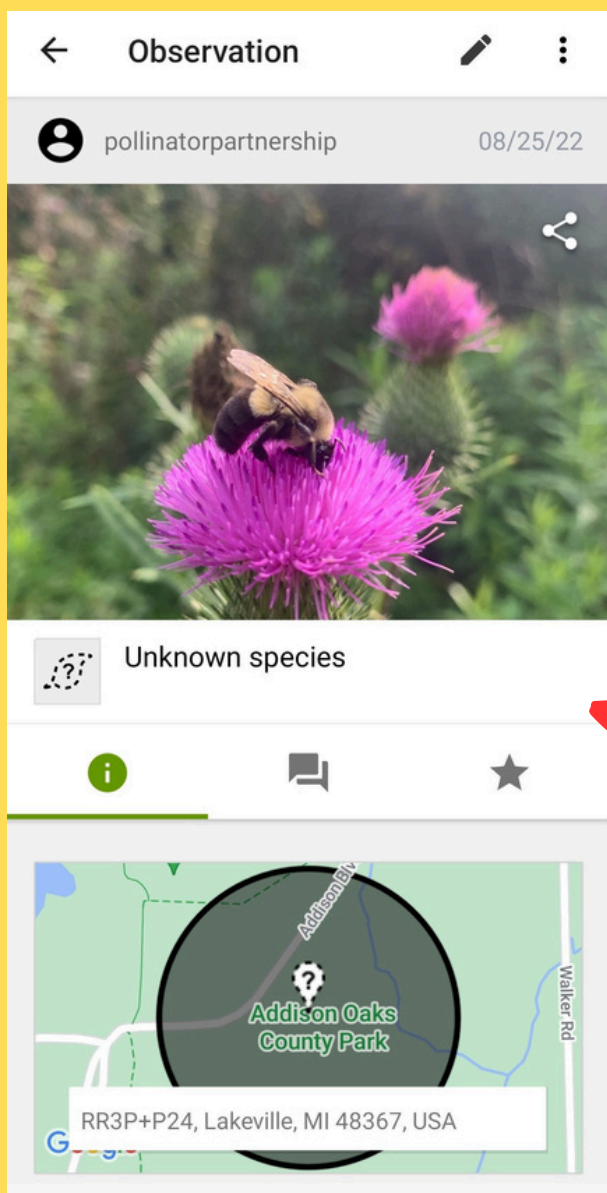 Observation
pollinatorpartnership 08/25/22
Unknown species
Addison Blv
Walker Rd
Addison Oaks
County Park
RR3P+P24, Lakeville, MI 48367, USA
Google